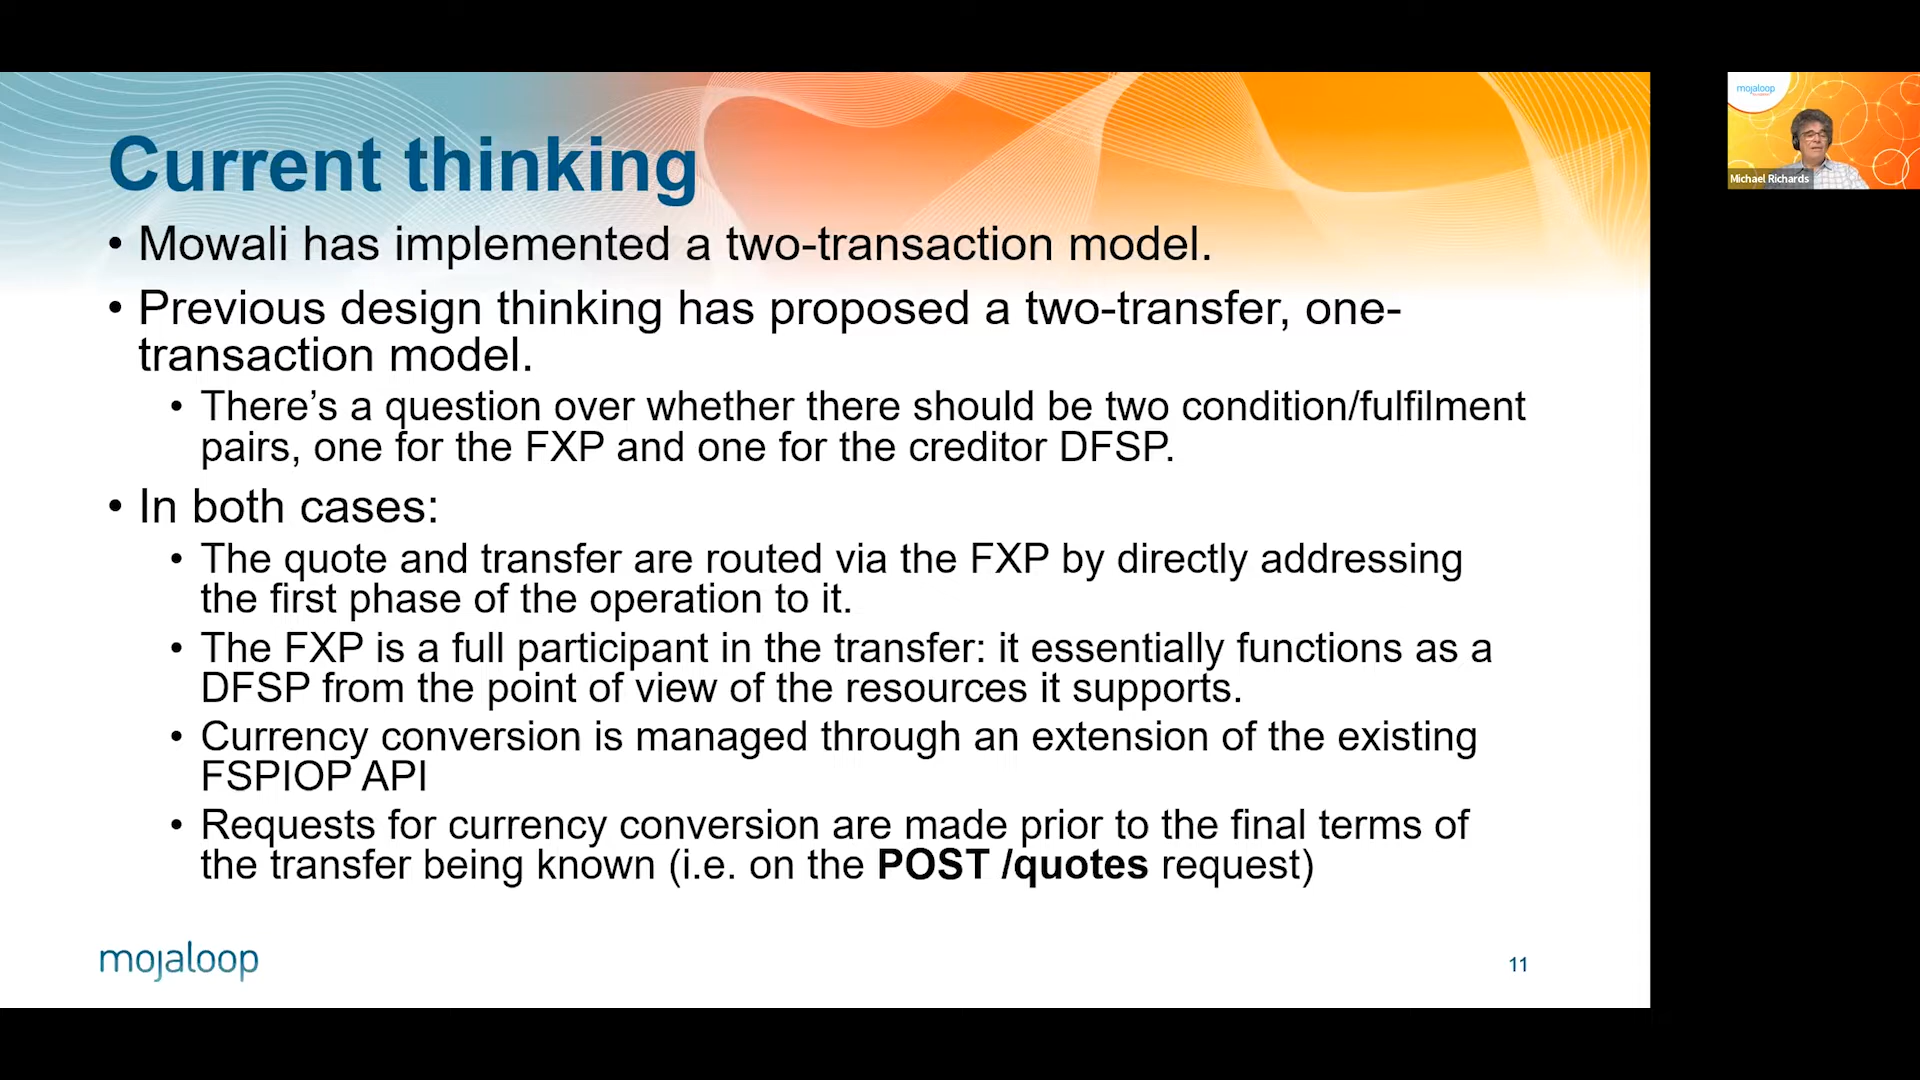 Current thinking
• Mowali has implemented a two-transaction model.
• Previous design thinking has proposed a two-transfer, one-
transaction model.
• There’s a question over whether there should be two condition/fulfilment
pairs, one for the FXP and one for the creditor DFSP.
• In both cases:
• The quote and transfer are routed via the FXP by directly addressing
the first phase of the operation to it.
• The FXP is a full participant in the transfer: it essentially functions as a
DFSP from the point of view of the resources it supports.
• Currency conversion is managed through an extension of the existing
FSPIOP API
• Requests for currency conversion are made prior to the final terms of
the transfer being known (i.e. on the POST /quotes request)
mojaloop
11
mojaloop
Michael Richards